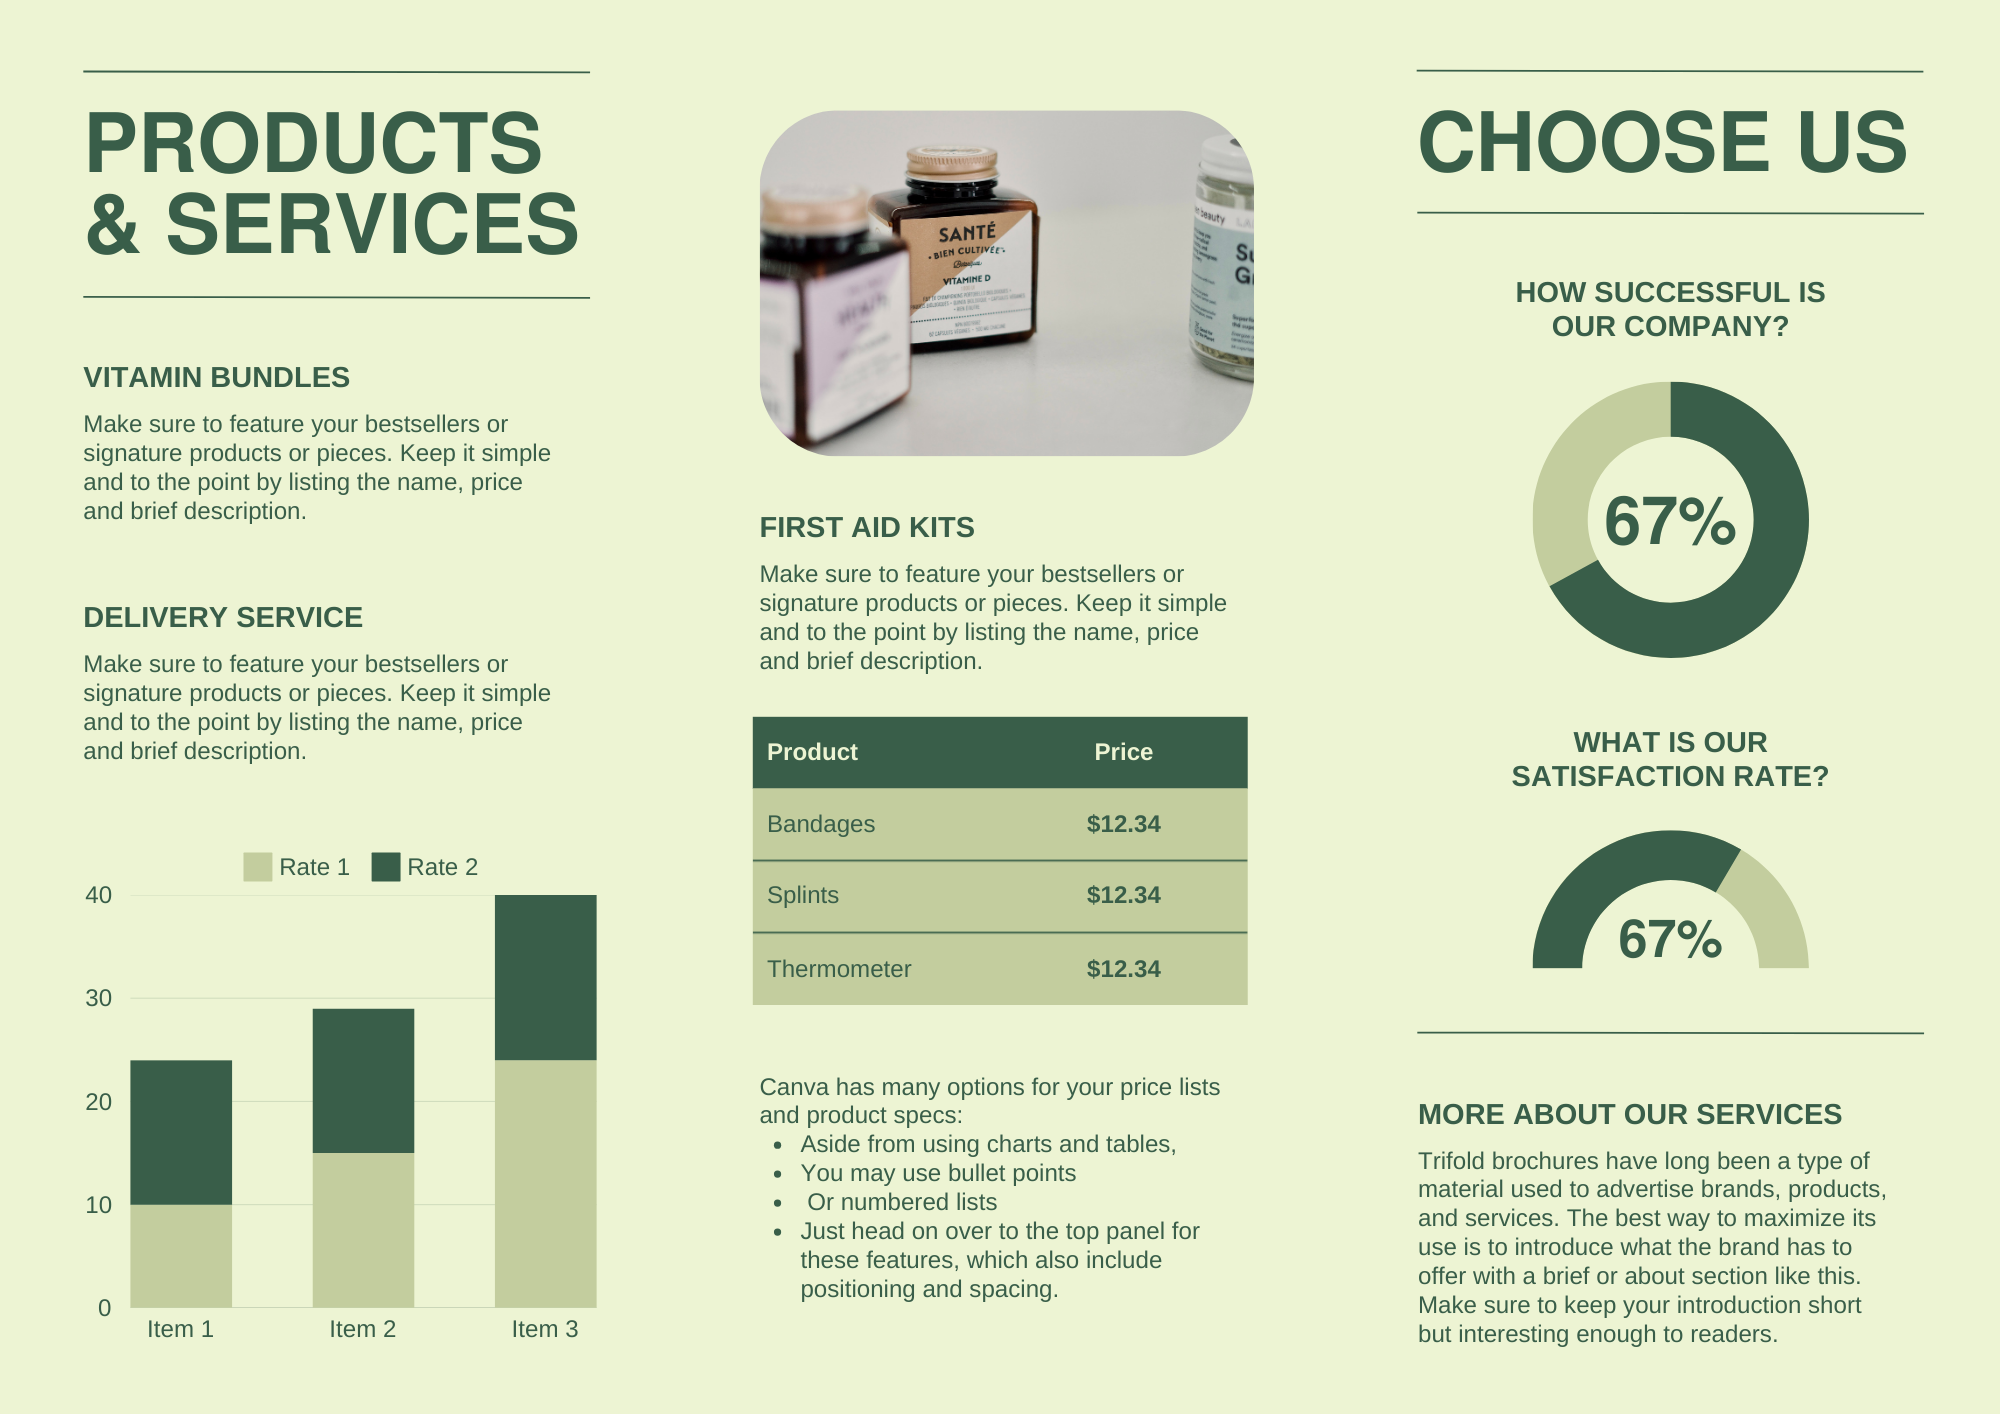 PRODUCTS
& SERVICES
VITAMIN BUNDLES
Make sure to feature your bestsellers or
signature products or pieces. Keep it simple
and to the point by listing the name, price
and brief description.
DELIVERY SERVICE
Make sure to feature your bestsellers or
signature products or pieces. Keep it simple
and to the point by listing the name, price
and brief description.
Rate 1 Rate 2
40
30
20
10
0
Item 1 Item 2 Item 3
SANTÉ
BIEN CULTIVÉE
VITAMINE D
beauty
FIRST AID KITS
Make sure to feature your bestsellers or
signature products or pieces. Keep it simple
and to the point by listing the name, price
and brief description.
Product Price
Bandages $12.34
Splints $12.34
Thermometer $12.34
Canva has many options for your price lists
and product specs:
• Aside from using charts and tables,
• You may use bullet points
• Or numbered lists
• Just head on over to the top panel for
these features, which also include
positioning and spacing.
CHOOSE US
HOW SUCCESSFUL IS
OUR COMPANY?
67%
WHAT IS OUR
SATISFACTION RATE?
67%
MORE ABOUT OUR SERVICES
Trifold brochures have long been a type of
material used to advertise brands, products,
and services. The best way to maximize its
use is to introduce what the brand has to
offer with a brief or about section like this.
Make sure to keep your introduction short
but interesting enough to readers.